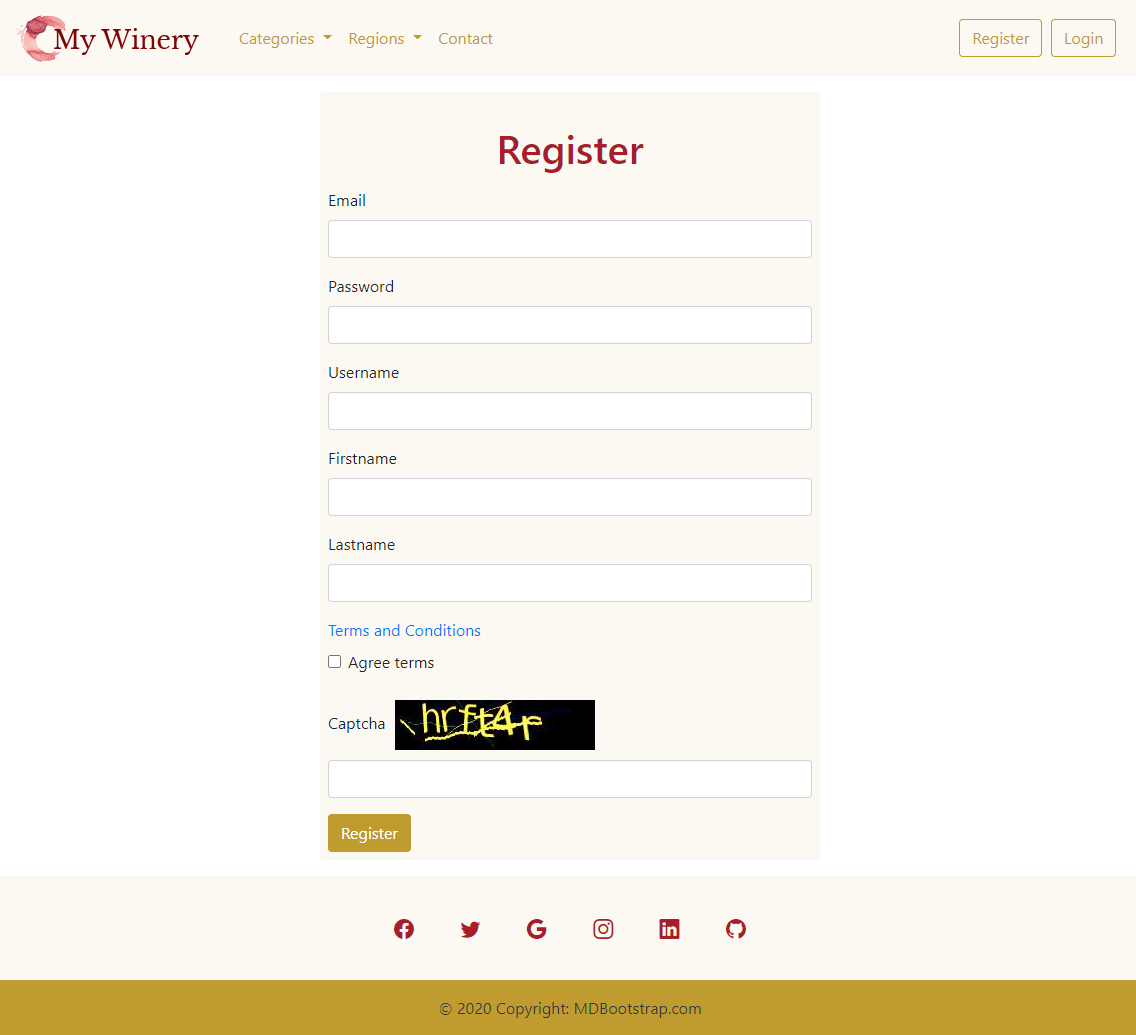 My Winery Categories Regions Contact Register Login
Register
Email
Password
Username
Firstname
Lastname
Terms and Conditions
Agree terms
Captcha hrft4r
Register
© 2020 Copyright: MDBootstrap.com